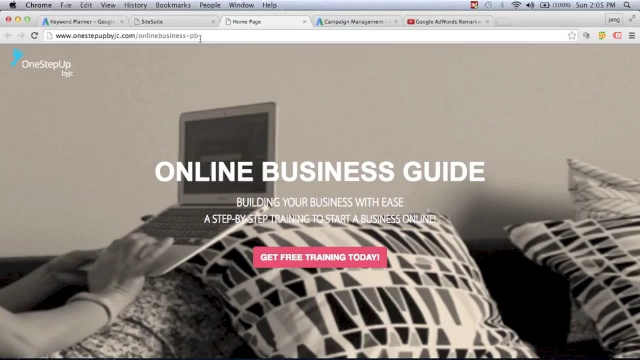 Chrome File Edit View History Bookmarks People Window Help
(100%) Sun 2:05 PM
Keyword Planner - Google
SiteSuite
Home Page
Campaign Management -
Google AdWords Remark
jong
www.onestepupbyjc.com/onlinebusiness-pb
OneStepUp
byjc
ONLINE BUSINESS GUIDE
BUILDING YOUR BUSINESS WITH EASE
A STEP-BY-STEP TRAINING TO START A BUSINESS ONLINE!
GET FREE TRAINING TODAY!